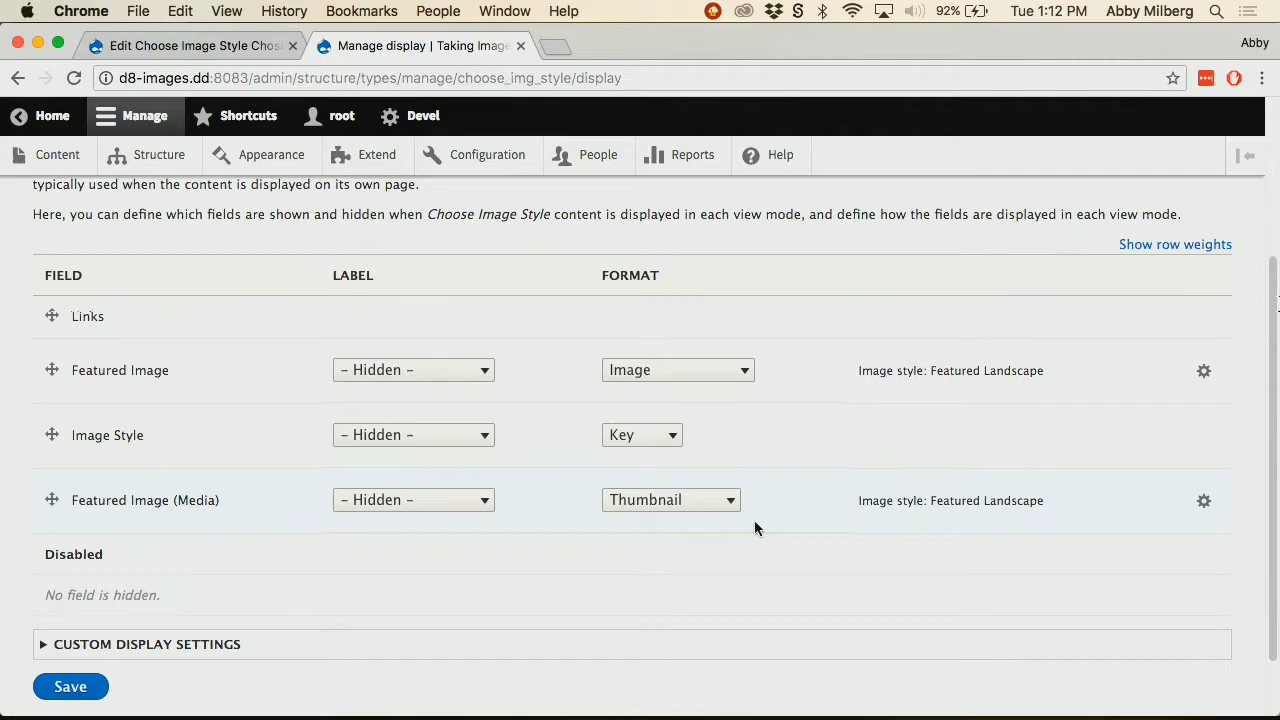 Chrome File Edit View History Bookmarks People Window Help 92% Tue 1:12 PM Abby Milberg
Edit Choose Image Style Chos Manage display | Taking Image Abby
d8-images.dd:8083/admin/structure/types/manage/choose_img_style/display
Home Manage Shortcuts root Devel
Content Structure Appearance Extend Configuration People Reports Help
typically used when the content is displayed on its own page.
Here, you can define which fields are shown and hidden when Choose Image Style content is displayed in each view mode, and define how the fields are displayed in each view mode.
Show row weights
FIELD LABEL FORMAT
Links
Featured Image - Hidden - Image Image style: Featured Landscape
Image Style - Hidden - Key
Featured Image (Media) - Hidden - Thumbnail Image style: Featured Landscape
Disabled
No field is hidden.
CUSTOM DISPLAY SETTINGS
Save